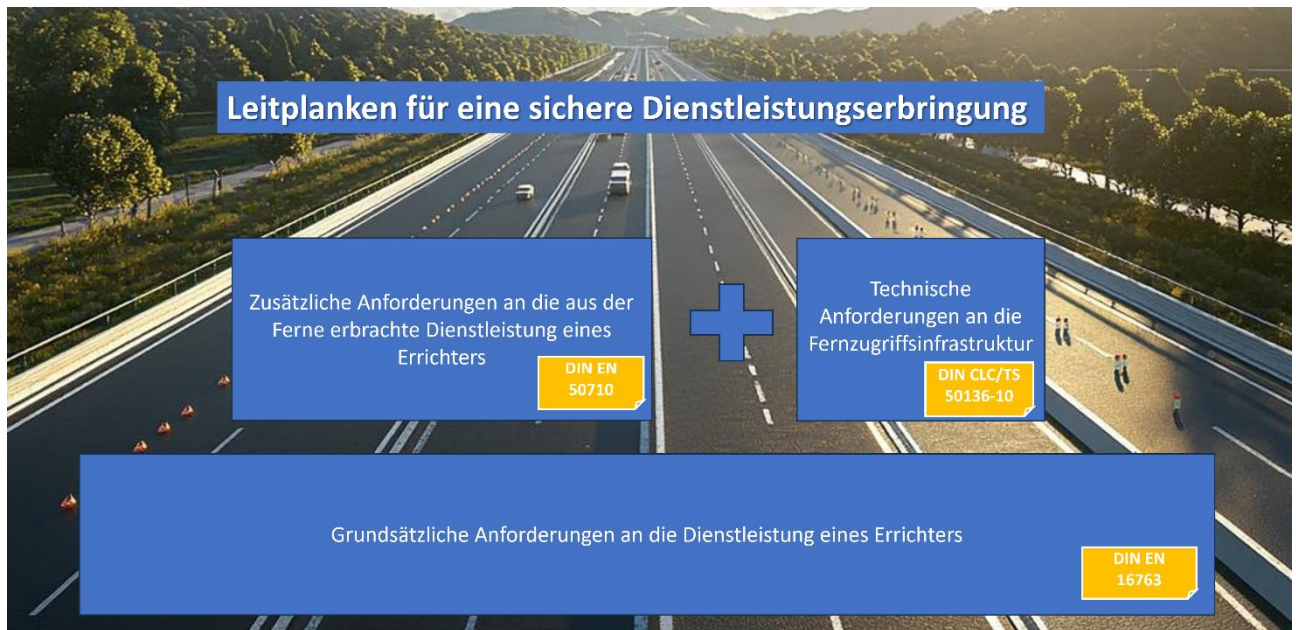 Leitplanken für eine sichere Dienstleistungserbringung
Zusätzliche Anforderungen an die aus der
Ferne erbrachte Dienstleistung eines
Errichters
DIN EN
50710
Technische
Anforderungen an die
Fernzugriffsinfrastruktur
DIN CLC/TS
50136-10
Grundsätzliche Anforderungen an die Dienstleistung eines Errichters
DIN EN
16763